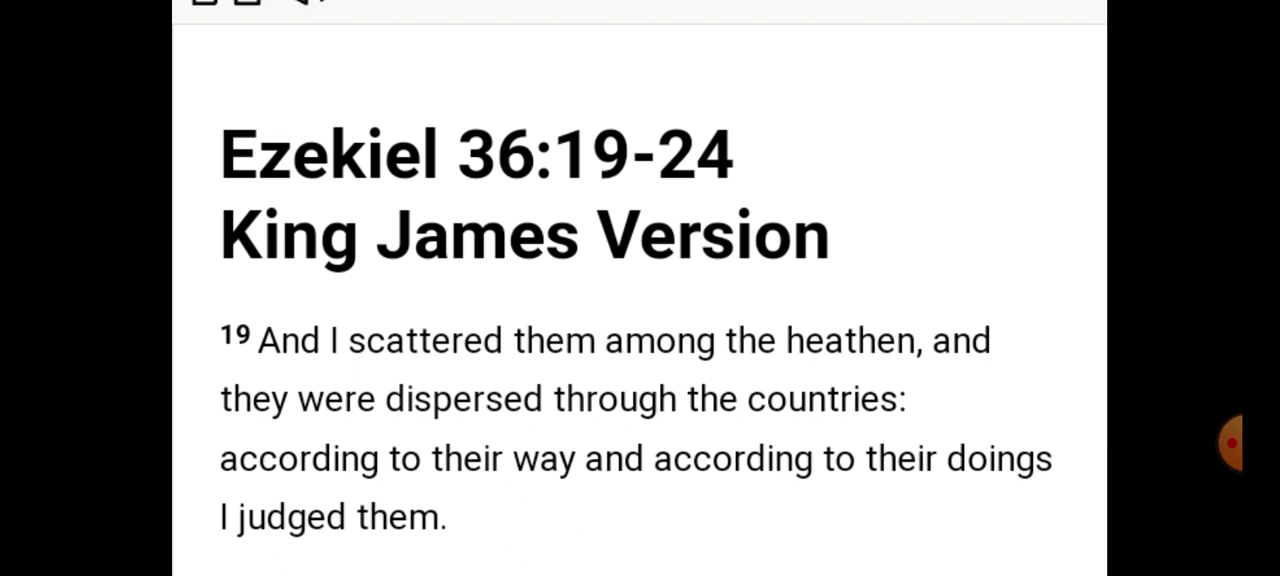 Ezekiel 36:19-24
King James Version
19 And I scattered them among the heathen, and
they were dispersed through the countries:
according to their way and according to their doings
I judged them.